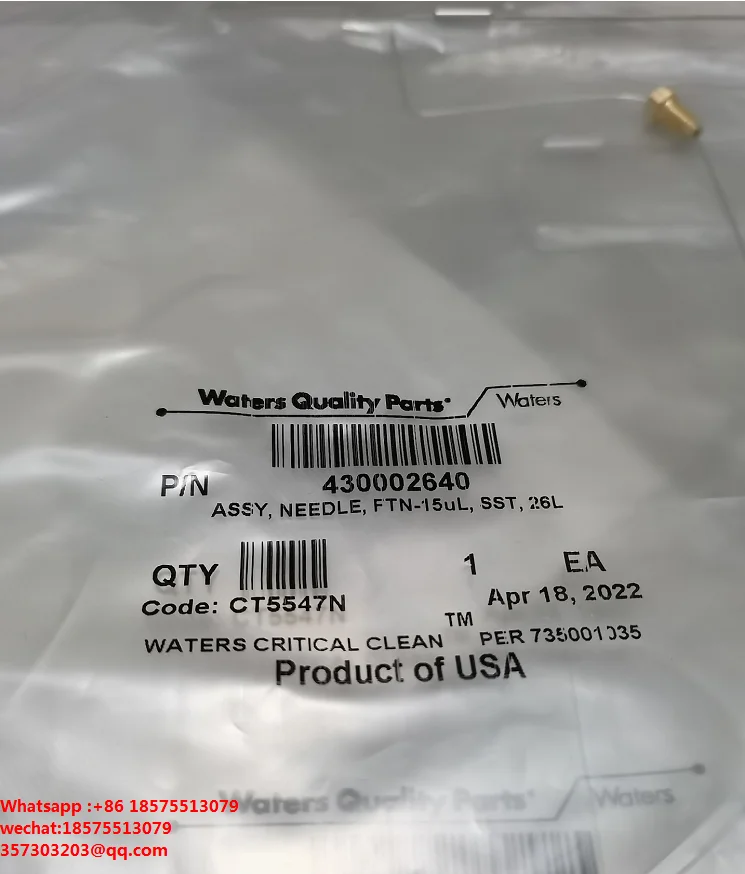 Waters Quality Parts
Waters
P/N 430002640
ASSY, NEEDLE, FTN-15uL, SST, 26L
QTY 1 EA
Code: CT5547N Apr 18, 2022
WATERS CRITICAL CLEAN ™ PER 735001035
Product of USA
Waters Quality Parts
Waters
Whatsapp :+86 18575513079
wechat:18575513079
357303203@qq.com